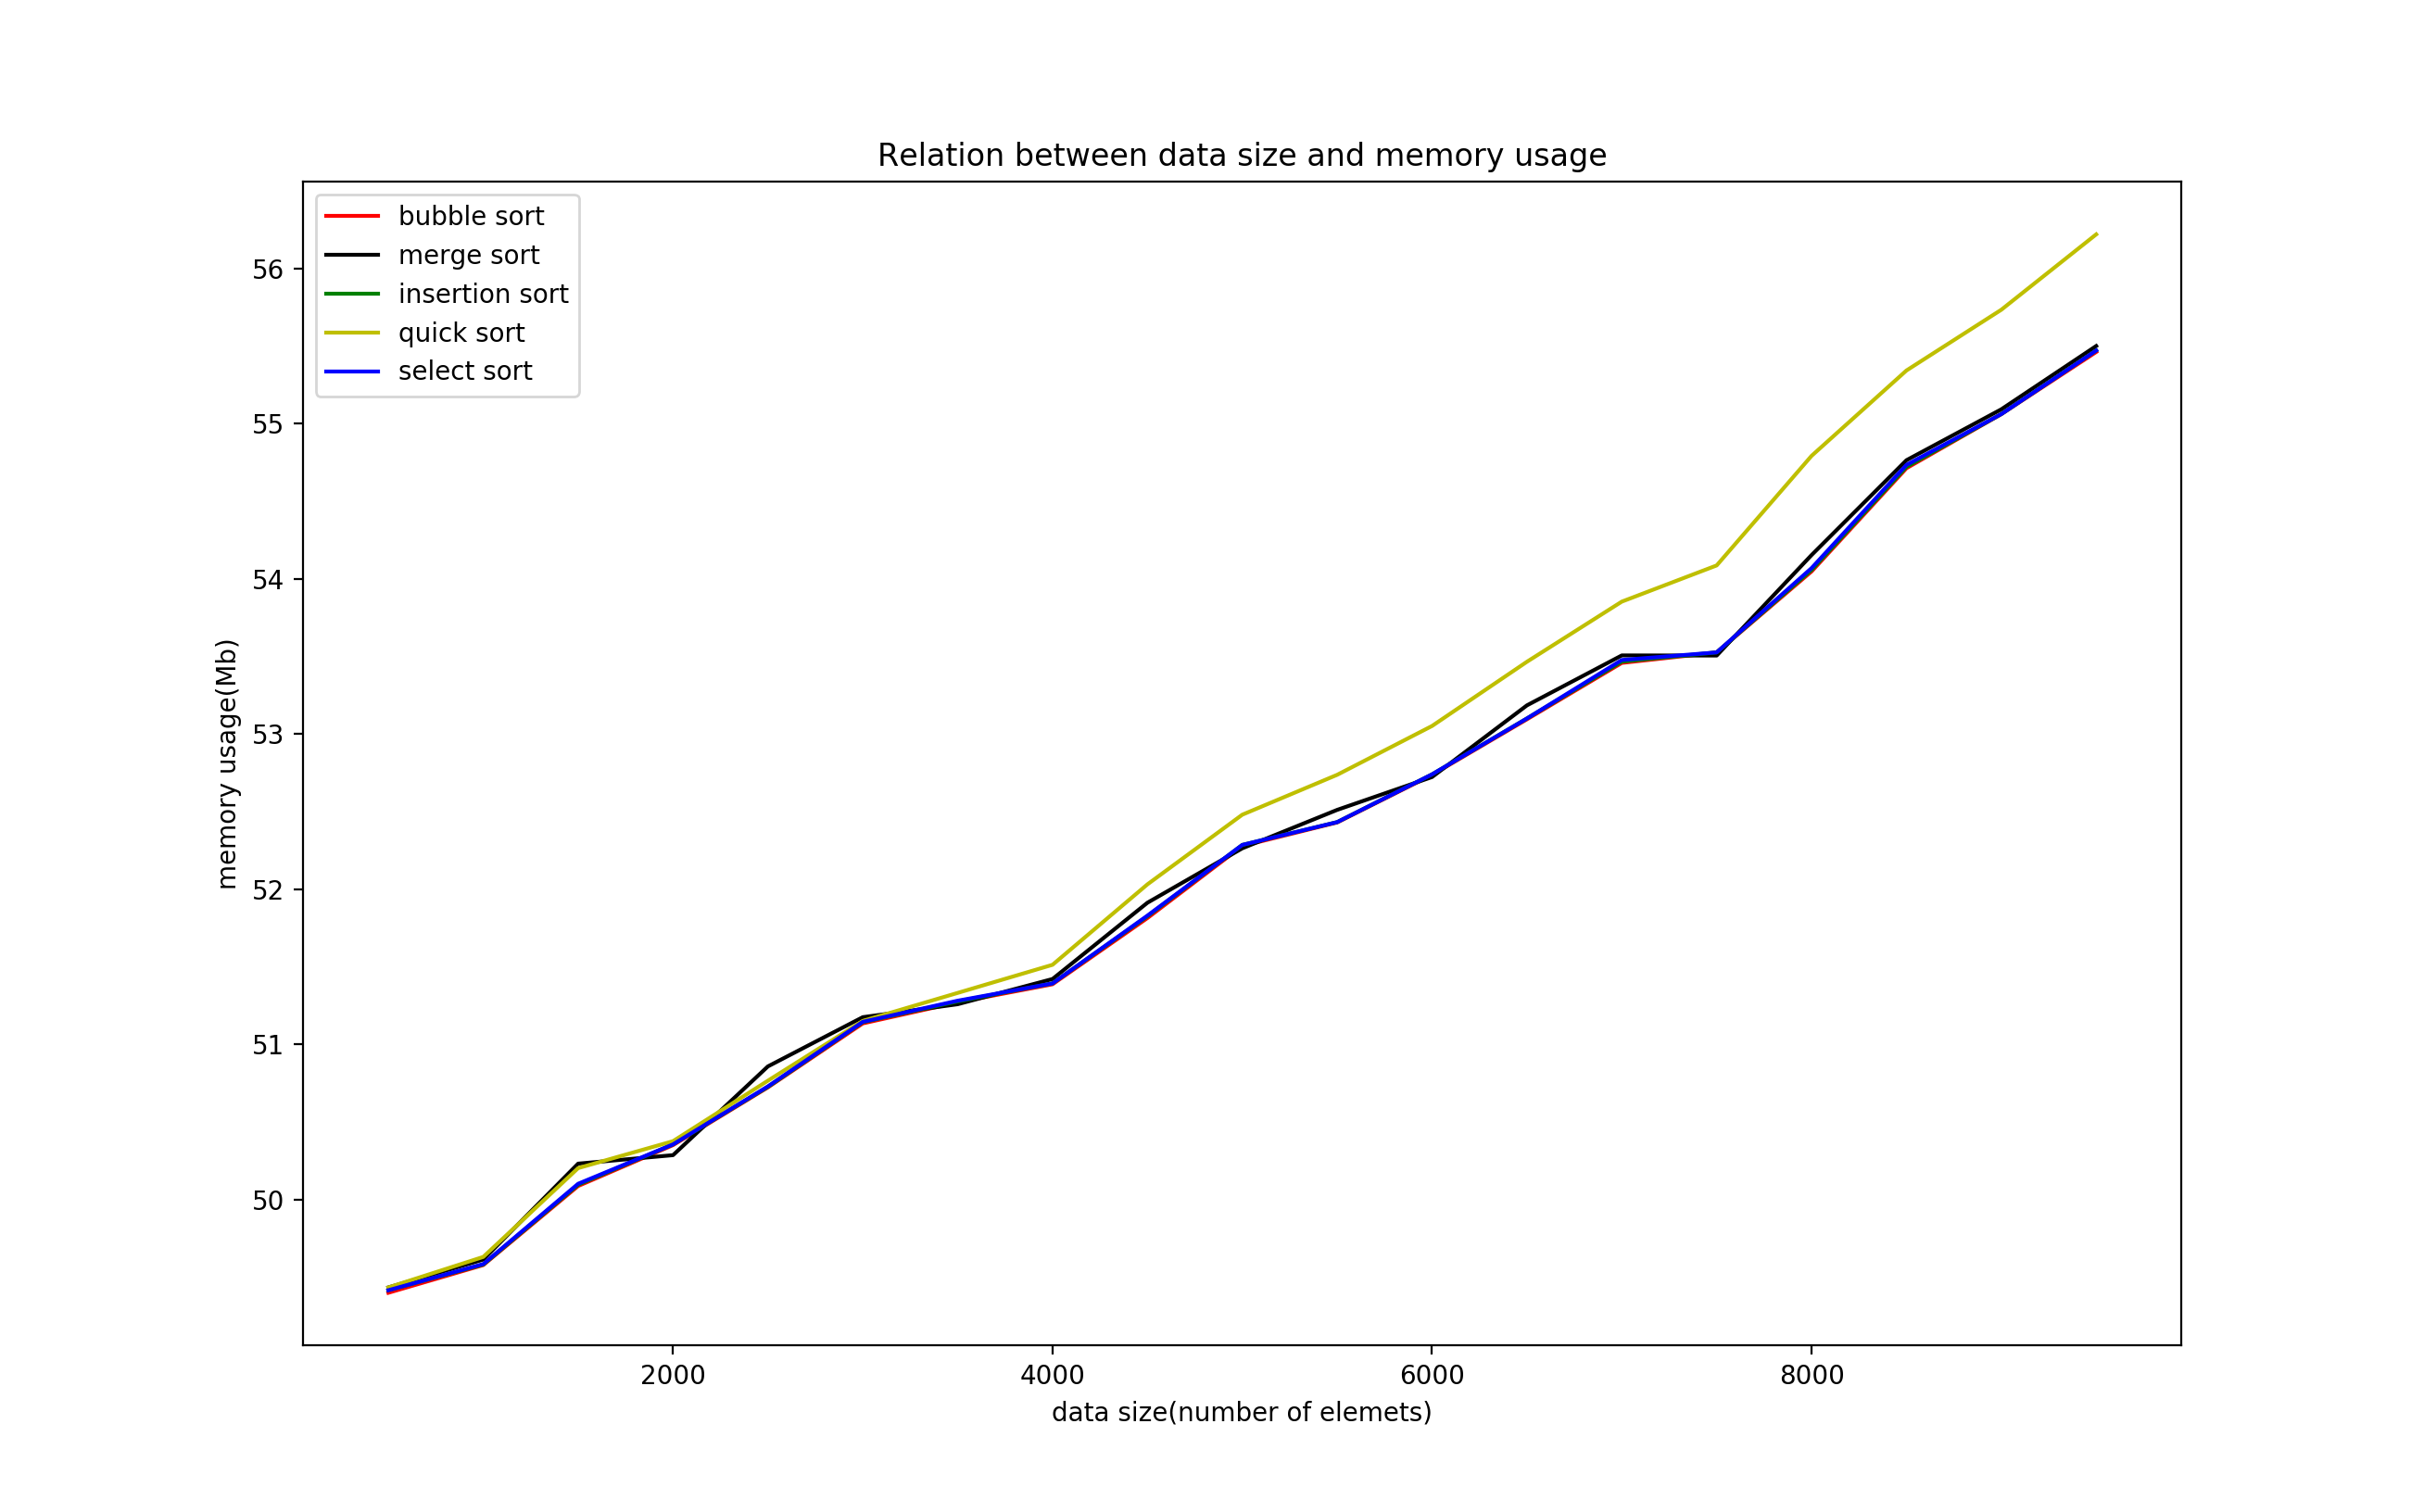 Relation between data size and memory usage
bubble sort
merge sort
insertion sort
quick sort
select sort
56
55
54
53
52
51
50
memory usage(Mb)
2000 4000 6000 8000
data size(number of elemets)